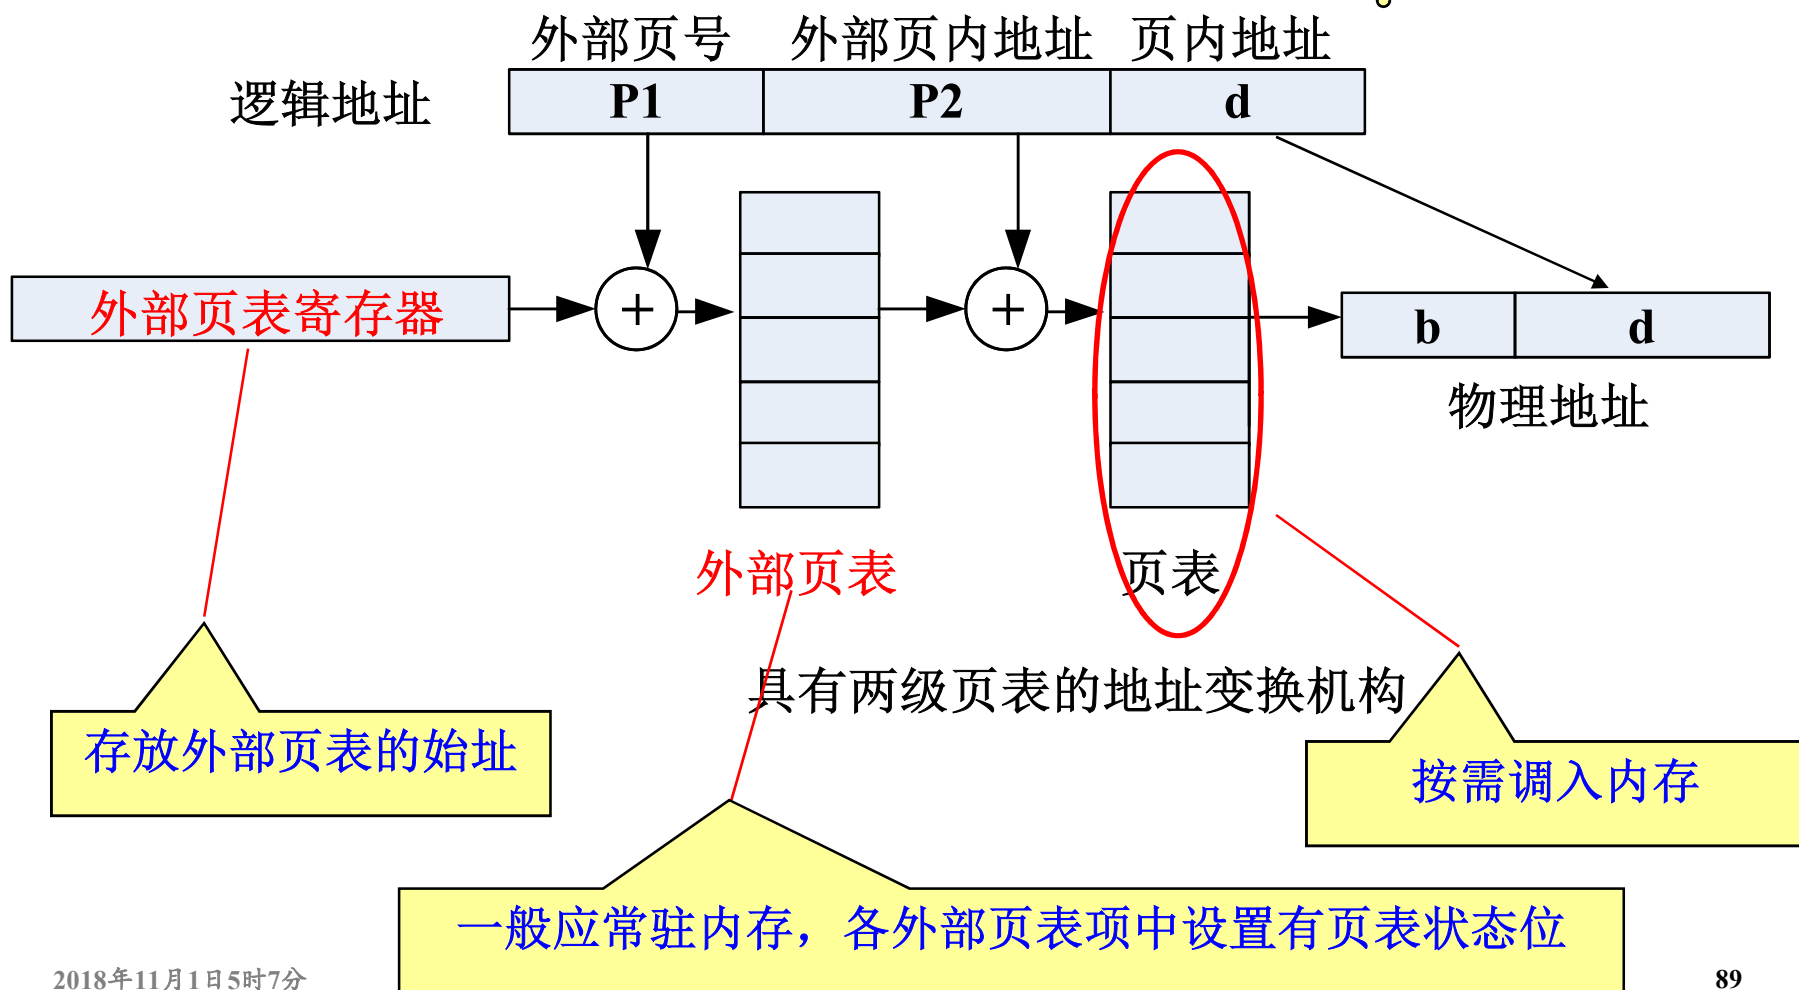 外部页号 外部页内地址 页内地址
逻辑地址 P1 P2 d
外部页表寄存器 + + b d
物理地址
外部页表 页表
具有两级页表的地址变换机构
存放外部页表的始址
按需调入内存
一般应常驻内存，各外部页表项中设置有页表状态位
2018年11月1日5时7分 89